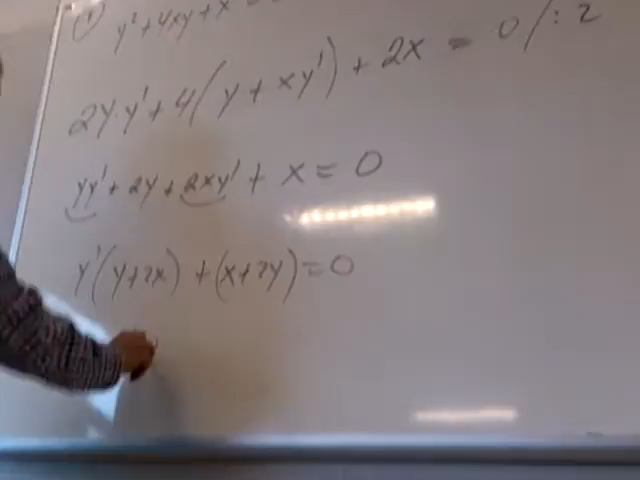 ① y² + 4xy + x
2y·y' + 4(y + xy') + 2x = 0 /: 2
yy' + 2y + 2xy' + x = 0
y'(y+2x) + (x+2y) = 0